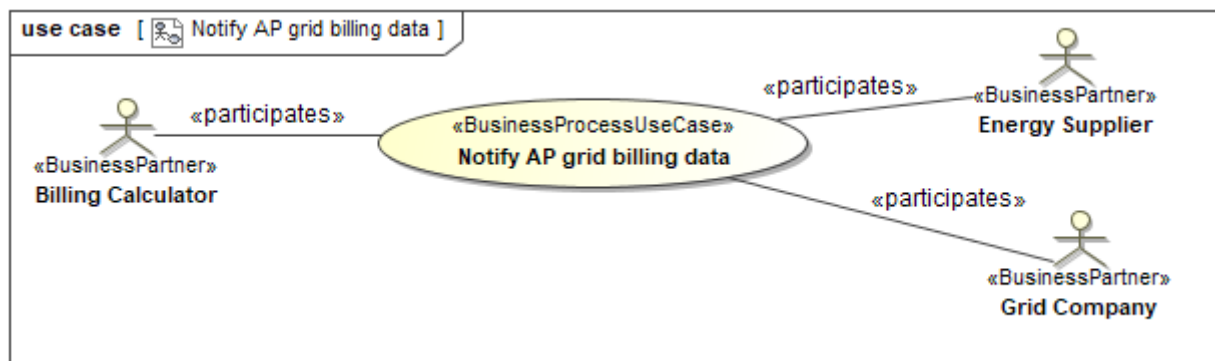 use case [ Notify AP grid billing data ]
«participates»
«BusinessPartner»
Billing Calculator
«BusinessProcessUseCase»
Notify AP grid billing data
«participates»
«BusinessPartner»
Energy Supplier
«participates»
«BusinessPartner»
Grid Company